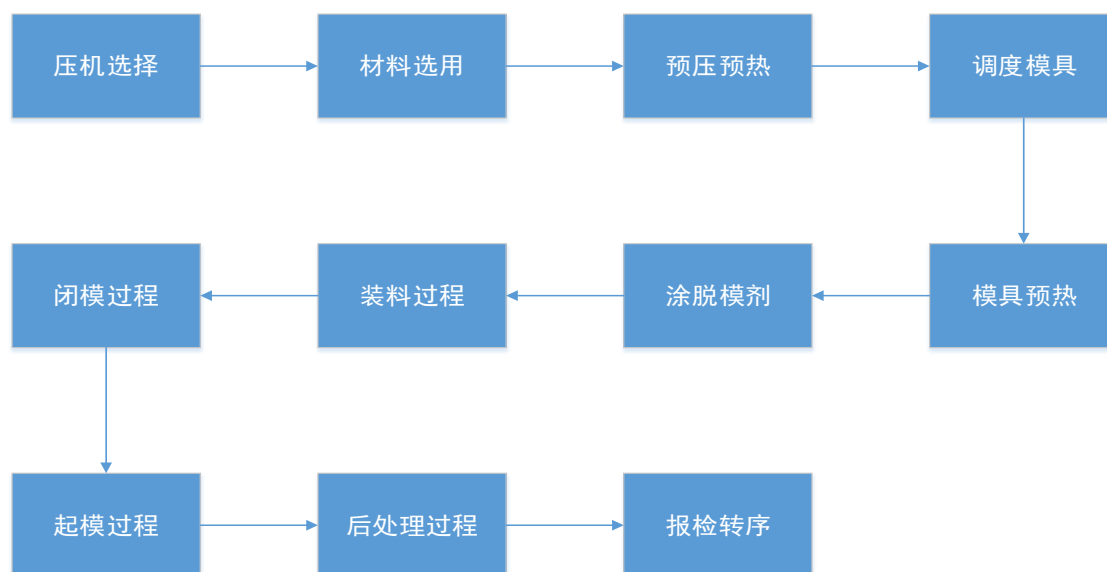 压机选择
材料选用
预压预热
调度模具
模具预热
涂脱模剂
装料过程
闭模过程
起模过程
后处理过程
报检转序